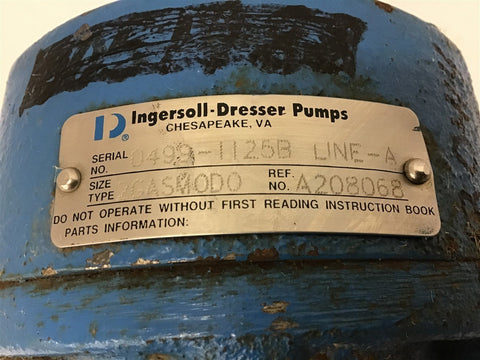 Ingersoll-Dresser Pumps
CHESAPEAKE, VA
SERIAL NO. 0499-1125B LINE-A
SIZE TYPE REF. NO. A208068
DO NOT OPERATE WITHOUT FIRST READING INSTRUCTION BOOK
PARTS INFORMATION: